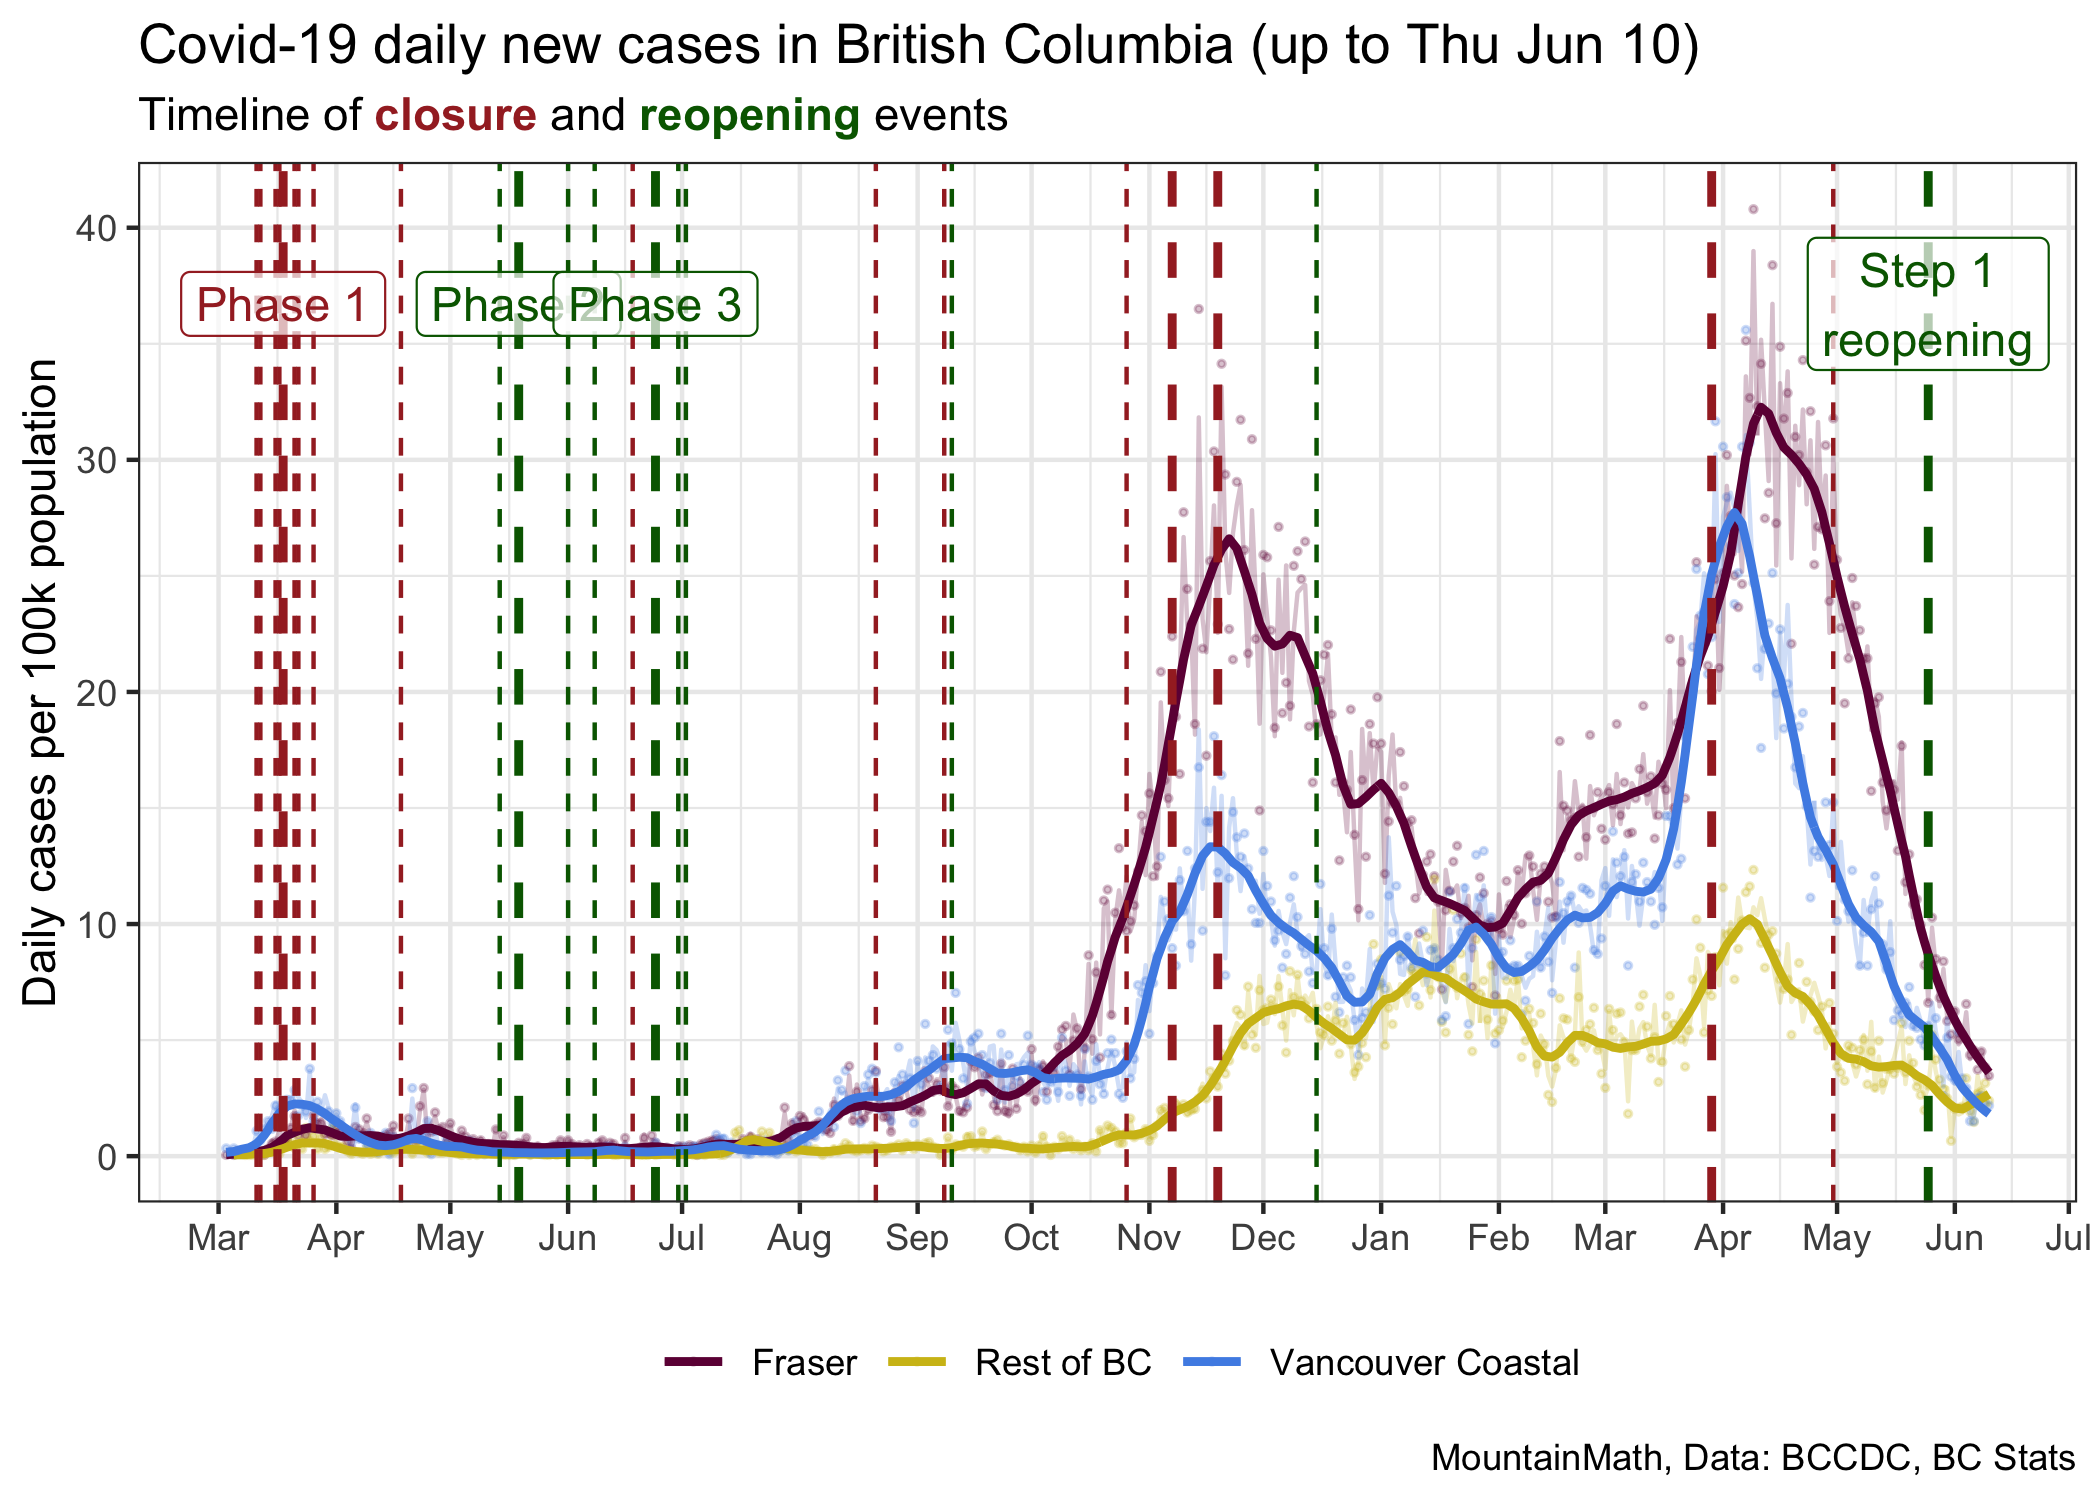 Covid-19 daily new cases in British Columbia (up to Thu Jun 10)
Timeline of closure and reopening events
Daily cases per 100k population
40
30
20
10
0
Phase 1
Phase 2
Phase 3
Step 1
reopening
Mar Apr May Jun Jul Aug Sep Oct Nov Dec Jan Feb Mar Apr May Jun Jul
Fraser Rest of BC Vancouver Coastal
MountainMath, Data: BCCDC, BC Stats